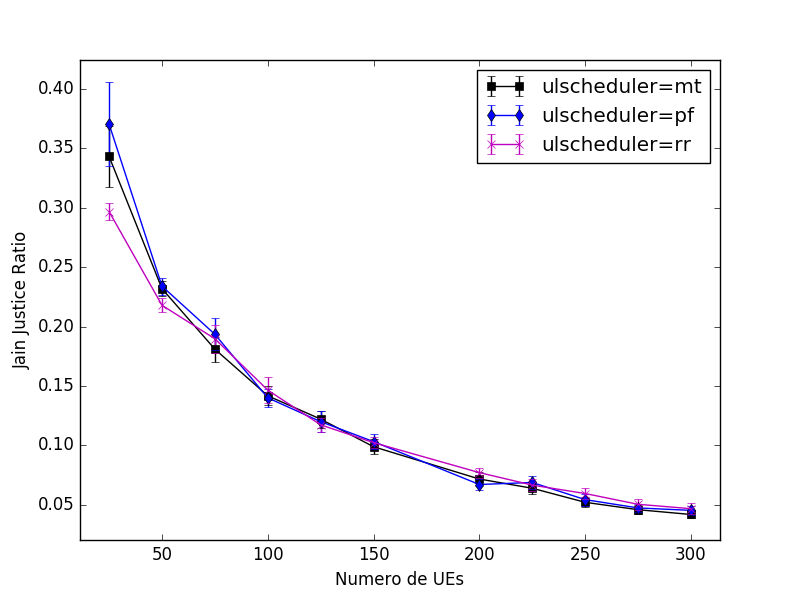 ulscheduler=mt
ulscheduler=pf
ulscheduler=rr
Jain Justice Ratio
0.40
0.35
0.30
0.25
0.20
0.15
0.10
0.05
50 100 150 200 250 300
Numero de UEs